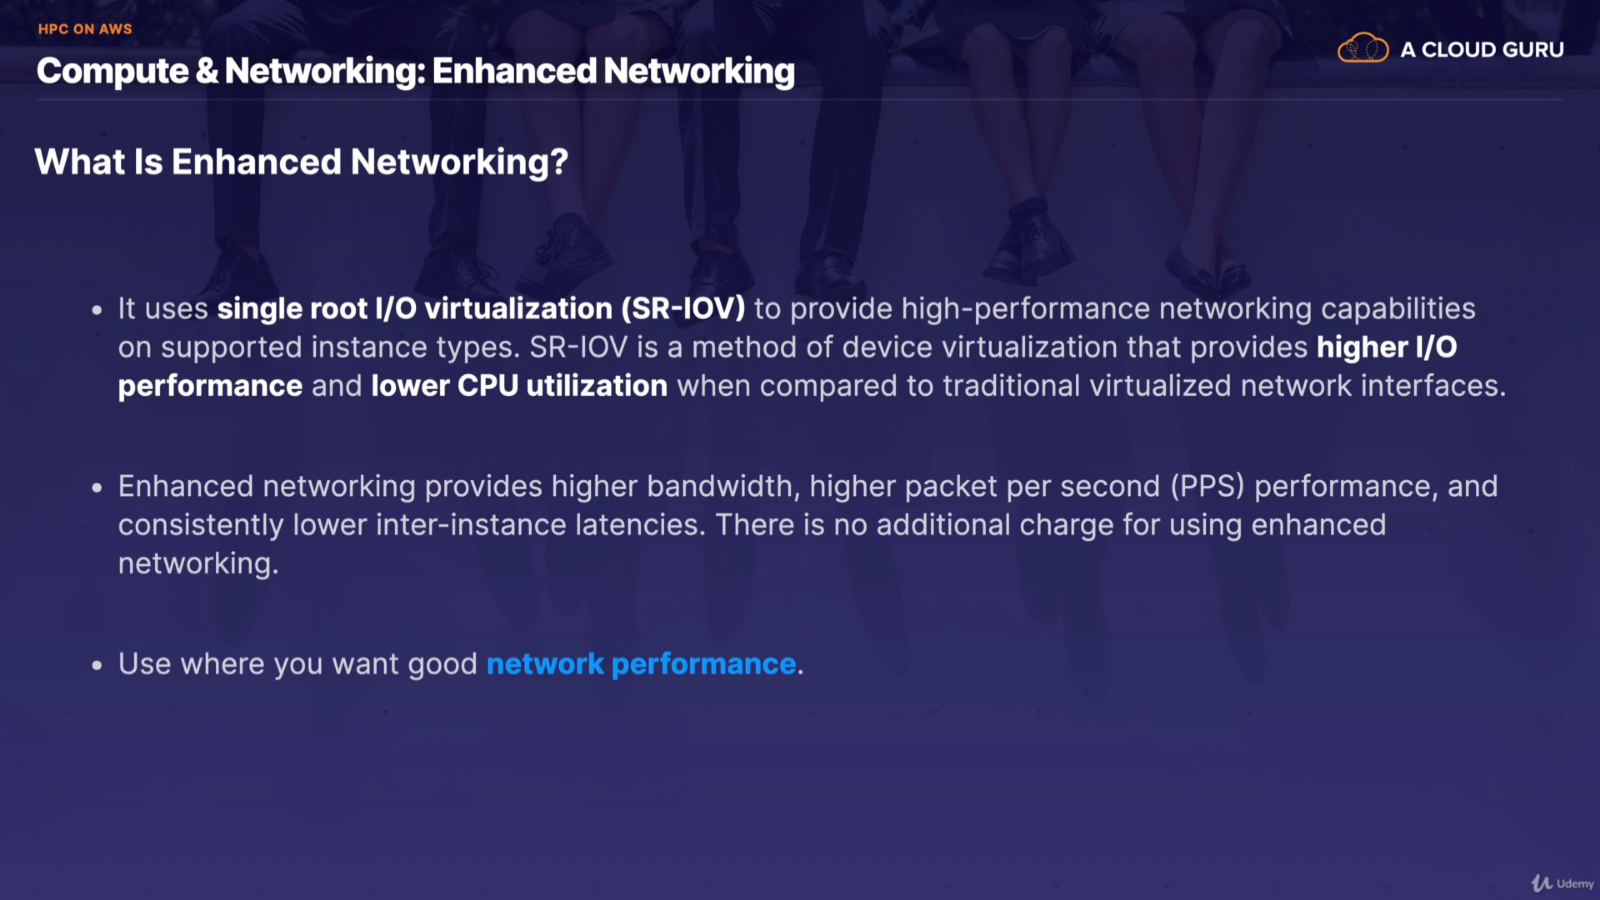 HPC ON AWS
Compute & Networking: Enhanced Networking
A CLOUD GURU
What Is Enhanced Networking?
• It uses single root I/O virtualization (SR-IOV) to provide high-performance networking capabilities
on supported instance types. SR-IOV is a method of device virtualization that provides higher I/O
performance and lower CPU utilization when compared to traditional virtualized network interfaces.
• Enhanced networking provides higher bandwidth, higher packet per second (PPS) performance, and
consistently lower inter-instance latencies. There is no additional charge for using enhanced
networking.
• Use where you want good network performance.
Udemy